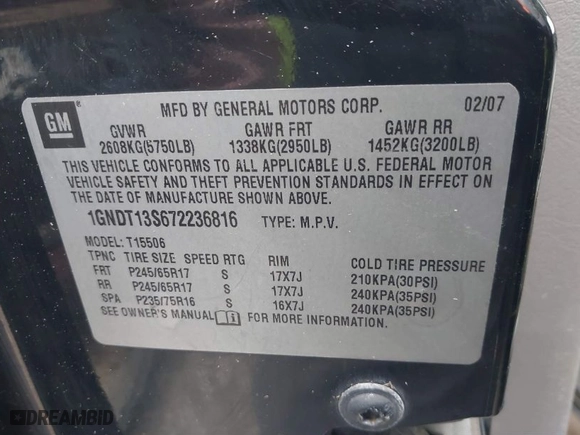 GM
MFD BY GENERAL MOTORS CORP. 02/07
GVWR GAWR FRT GAWR RR
2608KG(5750LB) 1338KG(2950LB) 1452KG(3200LB)
THIS VEHICLE CONFORMS TO ALL APPLICABLE U.S. FEDERAL MOTOR
VEHICLE SAFETY AND THEFT PREVENTION STANDARDS IN EFFECT ON
THE DATE OF MANUFACTURE SHOWN ABOVE.
1GNDT13S672236816 TYPE: M.P.V.
MODEL: T15506
TPNC TIRE SIZE SPEED RTG RIM COLD TIRE PRESSURE
FRT P245/65R17 S 17X7J 210KPA(30PSI)
RR P245/65R17 S 17X7J 240KPA(35PSI)
SPA P235/75R16 S 16X7J 240KPA(35PSI)
SEE OWNER'S MANUAL FOR MORE INFORMATION.
DREAMBID